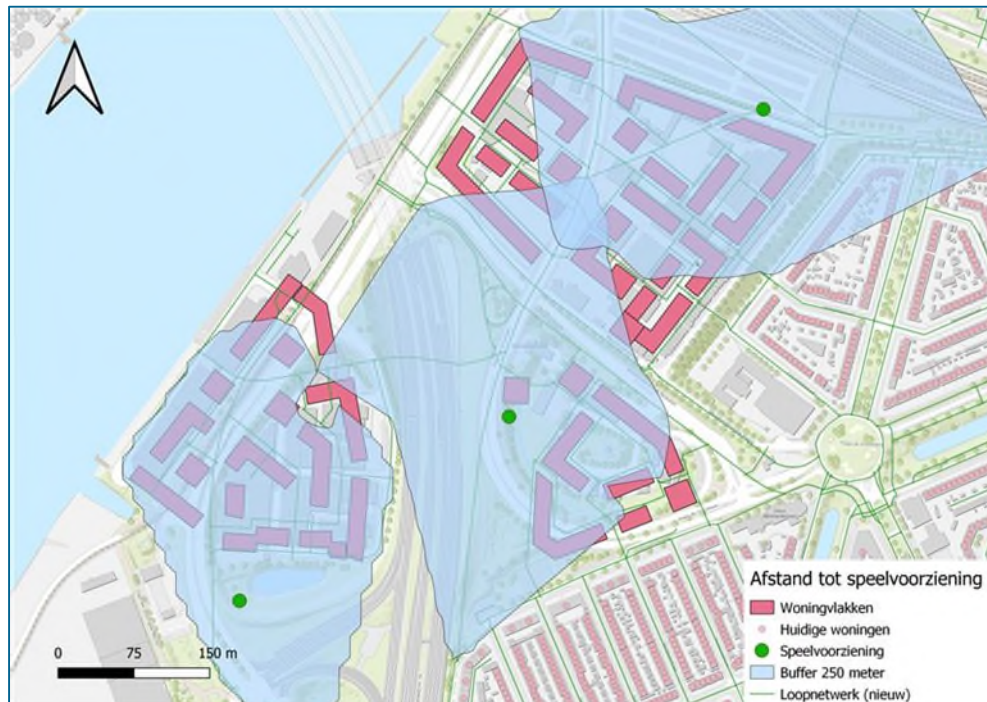 Afstand tot speelvoorziening
Woningvlakken
Huidige woningen
Speelvoorziening
Buffer 250 meter
Loopnetwerk (nieuw)
0 75 150 m